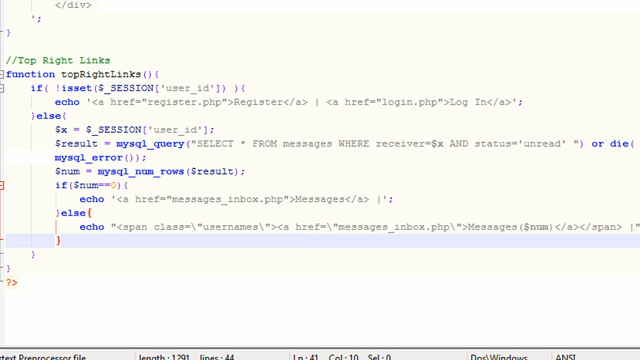 </div>
';
}
//Top Right Links
function topRightLinks(){
if( !isset($_SESSION['user_id']) ){
echo '<a href="register.php">Register</a> | <a href="login.php">Log In</a>';
}else{
$x = $_SESSION['user_id'];
$result = mysql_query("SELECT * FROM messages WHERE receiver=$x AND status='unread' ") or die(
mysql_error());
$num = mysql_num_rows($result);
if($num==0){
echo '<a href="messages_inbox.php">Messages</a> |';
}else{
echo "<span class=\"usernames\"><a href=\"messages_inbox.php\">Messages($num)</a></span> |"
}
}
}
?>
rtext Preprocessor file length : 1291 lines : 44 Ln : 41 Col : 10 Sel : 0 Dos\Windows ANSI